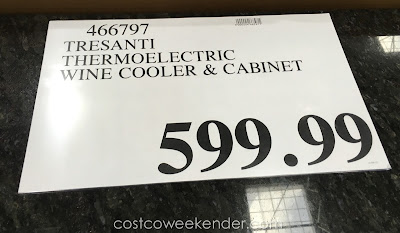 466797
TRESANTI
THERMOELECTRIC
WINE COOLER & CABINET
599.99
costcoweekender.com